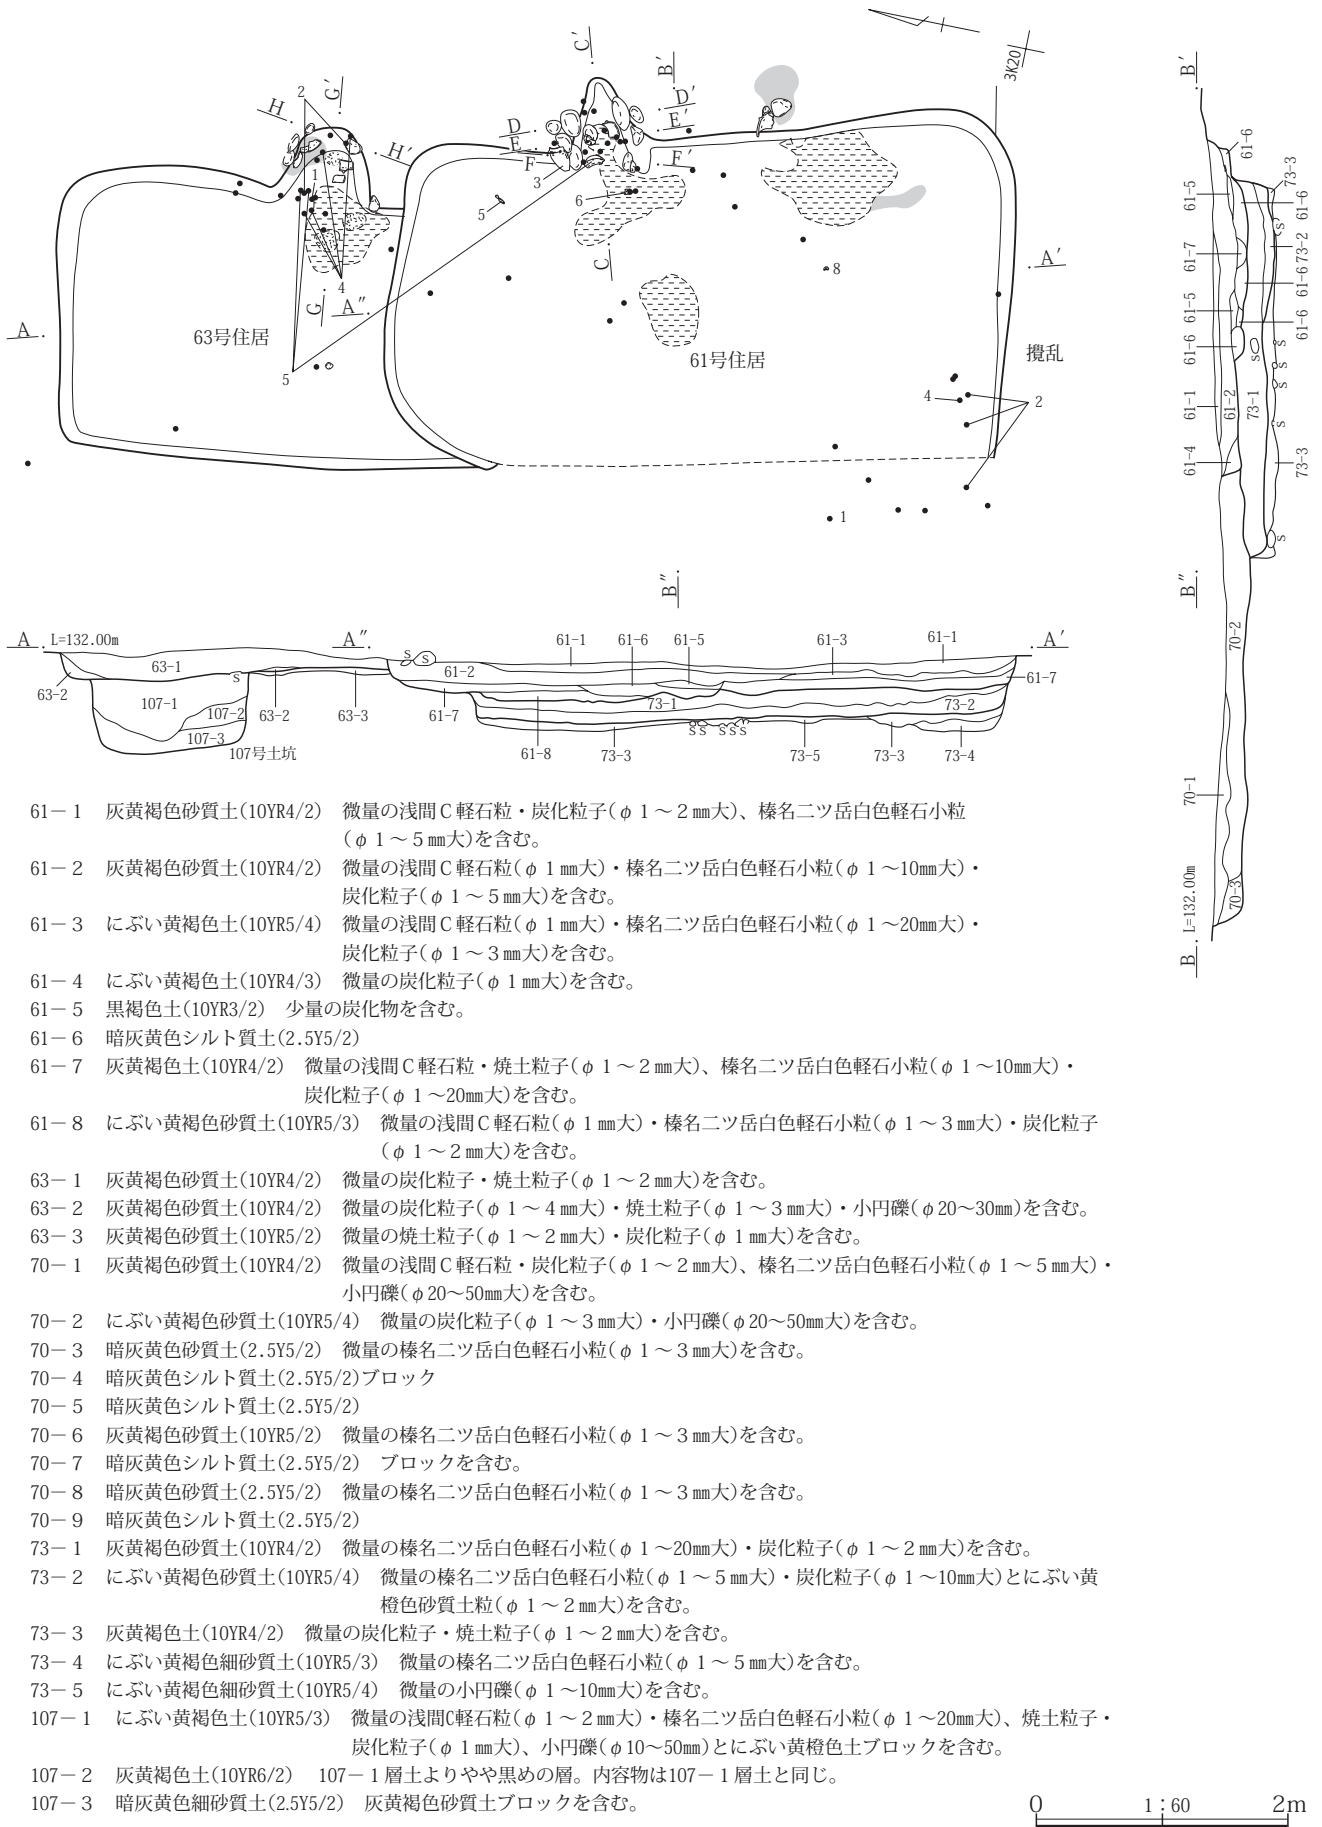 3K20
B′
C′
G′
2
H
D
D′
E
E′
H′
F
F′
1
3
5
6
C
8
A′
4
G
A″
A
63号住居
61号住居
攪乱
5
4
2
1
B″
A L=132.00m
A″
A′
63-1
63-2
107-1
107-2
107-3
107号土坑
63-2
63-3
S
S
S
61-1
61-6
61-5
61-3
61-1
61-2
61-7
61-7
73-1
73-2
61-8
73-3
S S S S S
73-5
73-3
73-4
B′
61-6
73-3
61-5
61-6
S
61-7
73-2
61-6
61-5
61-6
61-6
S
S
S
S
61-1
61-2
73-1
S
61-4
73-3
S
B″
70-2
70-1
70-3
B L=132.00m
61－1 灰黄褐色砂質土(10YR4/2) 微量の浅間C軽石粒・炭化粒子(φ1～2㎜大)、榛名二ツ岳白色軽石小粒
(φ1～5㎜大)を含む。
61－2 灰黄褐色砂質土(10YR4/2) 微量の浅間C軽石粒(φ1㎜大)・榛名二ツ岳白色軽石小粒(φ1～10㎜大)・
炭化粒子(φ1～5㎜大)を含む。
61－3 にぶい黄褐色土(10YR5/4) 微量の浅間C軽石粒(φ1㎜大)・榛名二ツ岳白色軽石小粒(φ1～20㎜大)・
炭化粒子(φ1～3㎜大)を含む。
61－4 にぶい黄褐色土(10YR4/3) 微量の炭化粒子(φ1㎜大)を含む。
61－5 黒褐色土(10YR3/2) 少量の炭化物を含む。
61－6 暗灰黄色シルト質土(2.5Y5/2)
61－7 灰黄褐色土(10YR4/2) 微量の浅間C軽石粒・焼土粒子(φ1～2㎜大)、榛名二ツ岳白色軽石小粒(φ1～10㎜大)・
炭化粒子(φ1～20㎜大)を含む。
61－8 にぶい黄褐色砂質土(10YR5/3) 微量の浅間C軽石粒(φ1㎜大)・榛名二ツ岳白色軽石小粒(φ1～3㎜大)・炭化粒子
(φ1～2㎜大)を含む。
63－1 灰黄褐色砂質土(10YR4/2) 微量の炭化粒子・焼土粒子(φ1～2㎜大)を含む。
63－2 灰黄褐色砂質土(10YR4/2) 微量の炭化粒子(φ1～4㎜大)・焼土粒子(φ1～3㎜大)・小円礫(φ20～30㎜)を含む。
63－3 灰黄褐色砂質土(10YR5/2) 微量の焼土粒子(φ1～2㎜大)・炭化粒子(φ1㎜大)を含む。
70－1 灰黄褐色砂質土(10YR4/2) 微量の浅間C軽石粒・炭化粒子(φ1～2㎜大)、榛名二ツ岳白色軽石小粒(φ1～5㎜大)・
小円礫(φ20～50㎜大)を含む。
70－2 にぶい黄褐色砂質土(10YR5/4) 微量の炭化粒子(φ1～3㎜大)・小円礫(φ20～50㎜大)を含む。
70－3 暗灰黄色砂質土(2.5Y5/2) 微量の榛名二ツ岳白色軽石小粒(φ1～3㎜大)を含む。
70－4 暗灰黄色シルト質土(2.5Y5/2)ブロック
70－5 暗灰黄色シルト質土(2.5Y5/2)
70－6 灰黄褐色砂質土(10YR5/2) 微量の榛名二ツ岳白色軽石小粒(φ1～3㎜大)を含む。
70－7 暗灰黄色シルト質土(2.5Y5/2) ブロックを含む。
70－8 暗灰黄色砂質土(2.5Y5/2) 微量の榛名二ツ岳白色軽石小粒(φ1～3㎜大)を含む。
70－9 暗灰黄色シルト質土(2.5Y5/2)
73－1 灰黄褐色砂質土(10YR4/2) 微量の榛名二ツ岳白色軽石小粒(φ1～20㎜大)・炭化粒子(φ1～2㎜大)を含む。
73－2 にぶい黄褐色砂質土(10YR5/4) 微量の榛名二ツ岳白色軽石小粒(φ1～5㎜大)・炭化粒子(φ1～10㎜大)とにぶい黄
橙色砂質土粒(φ1～2㎜大)を含む。
73－3 灰黄褐色土(10YR4/2) 微量の炭化粒子・焼土粒子(φ1～2㎜大)を含む。
73－4 にぶい黄褐色細砂質土(10YR5/3) 微量の榛名二ツ岳白色軽石小粒(φ1～5㎜大)を含む。
73－5 にぶい黄褐色細砂質土(10YR5/4) 微量の小円礫(φ1～10㎜大)を含む。
107－1 にぶい黄褐色土(10YR5/3) 微量の浅間C軽石粒(φ1～2㎜大)・榛名二ツ岳白色軽石小粒(φ1～20㎜大)、焼土粒子・
炭化粒子(φ1㎜大)、小円礫(φ10～50㎜)とにぶい黄橙色土ブロックを含む。
107－2 灰黄褐色土(10YR6/2) 107－1層土よりやや黒めの層。内容物は107－1層土と同じ。
107－3 暗灰黄色細砂質土(2.5Y5/2) 灰黄褐色砂質土ブロックを含む。
0 1：60 2m